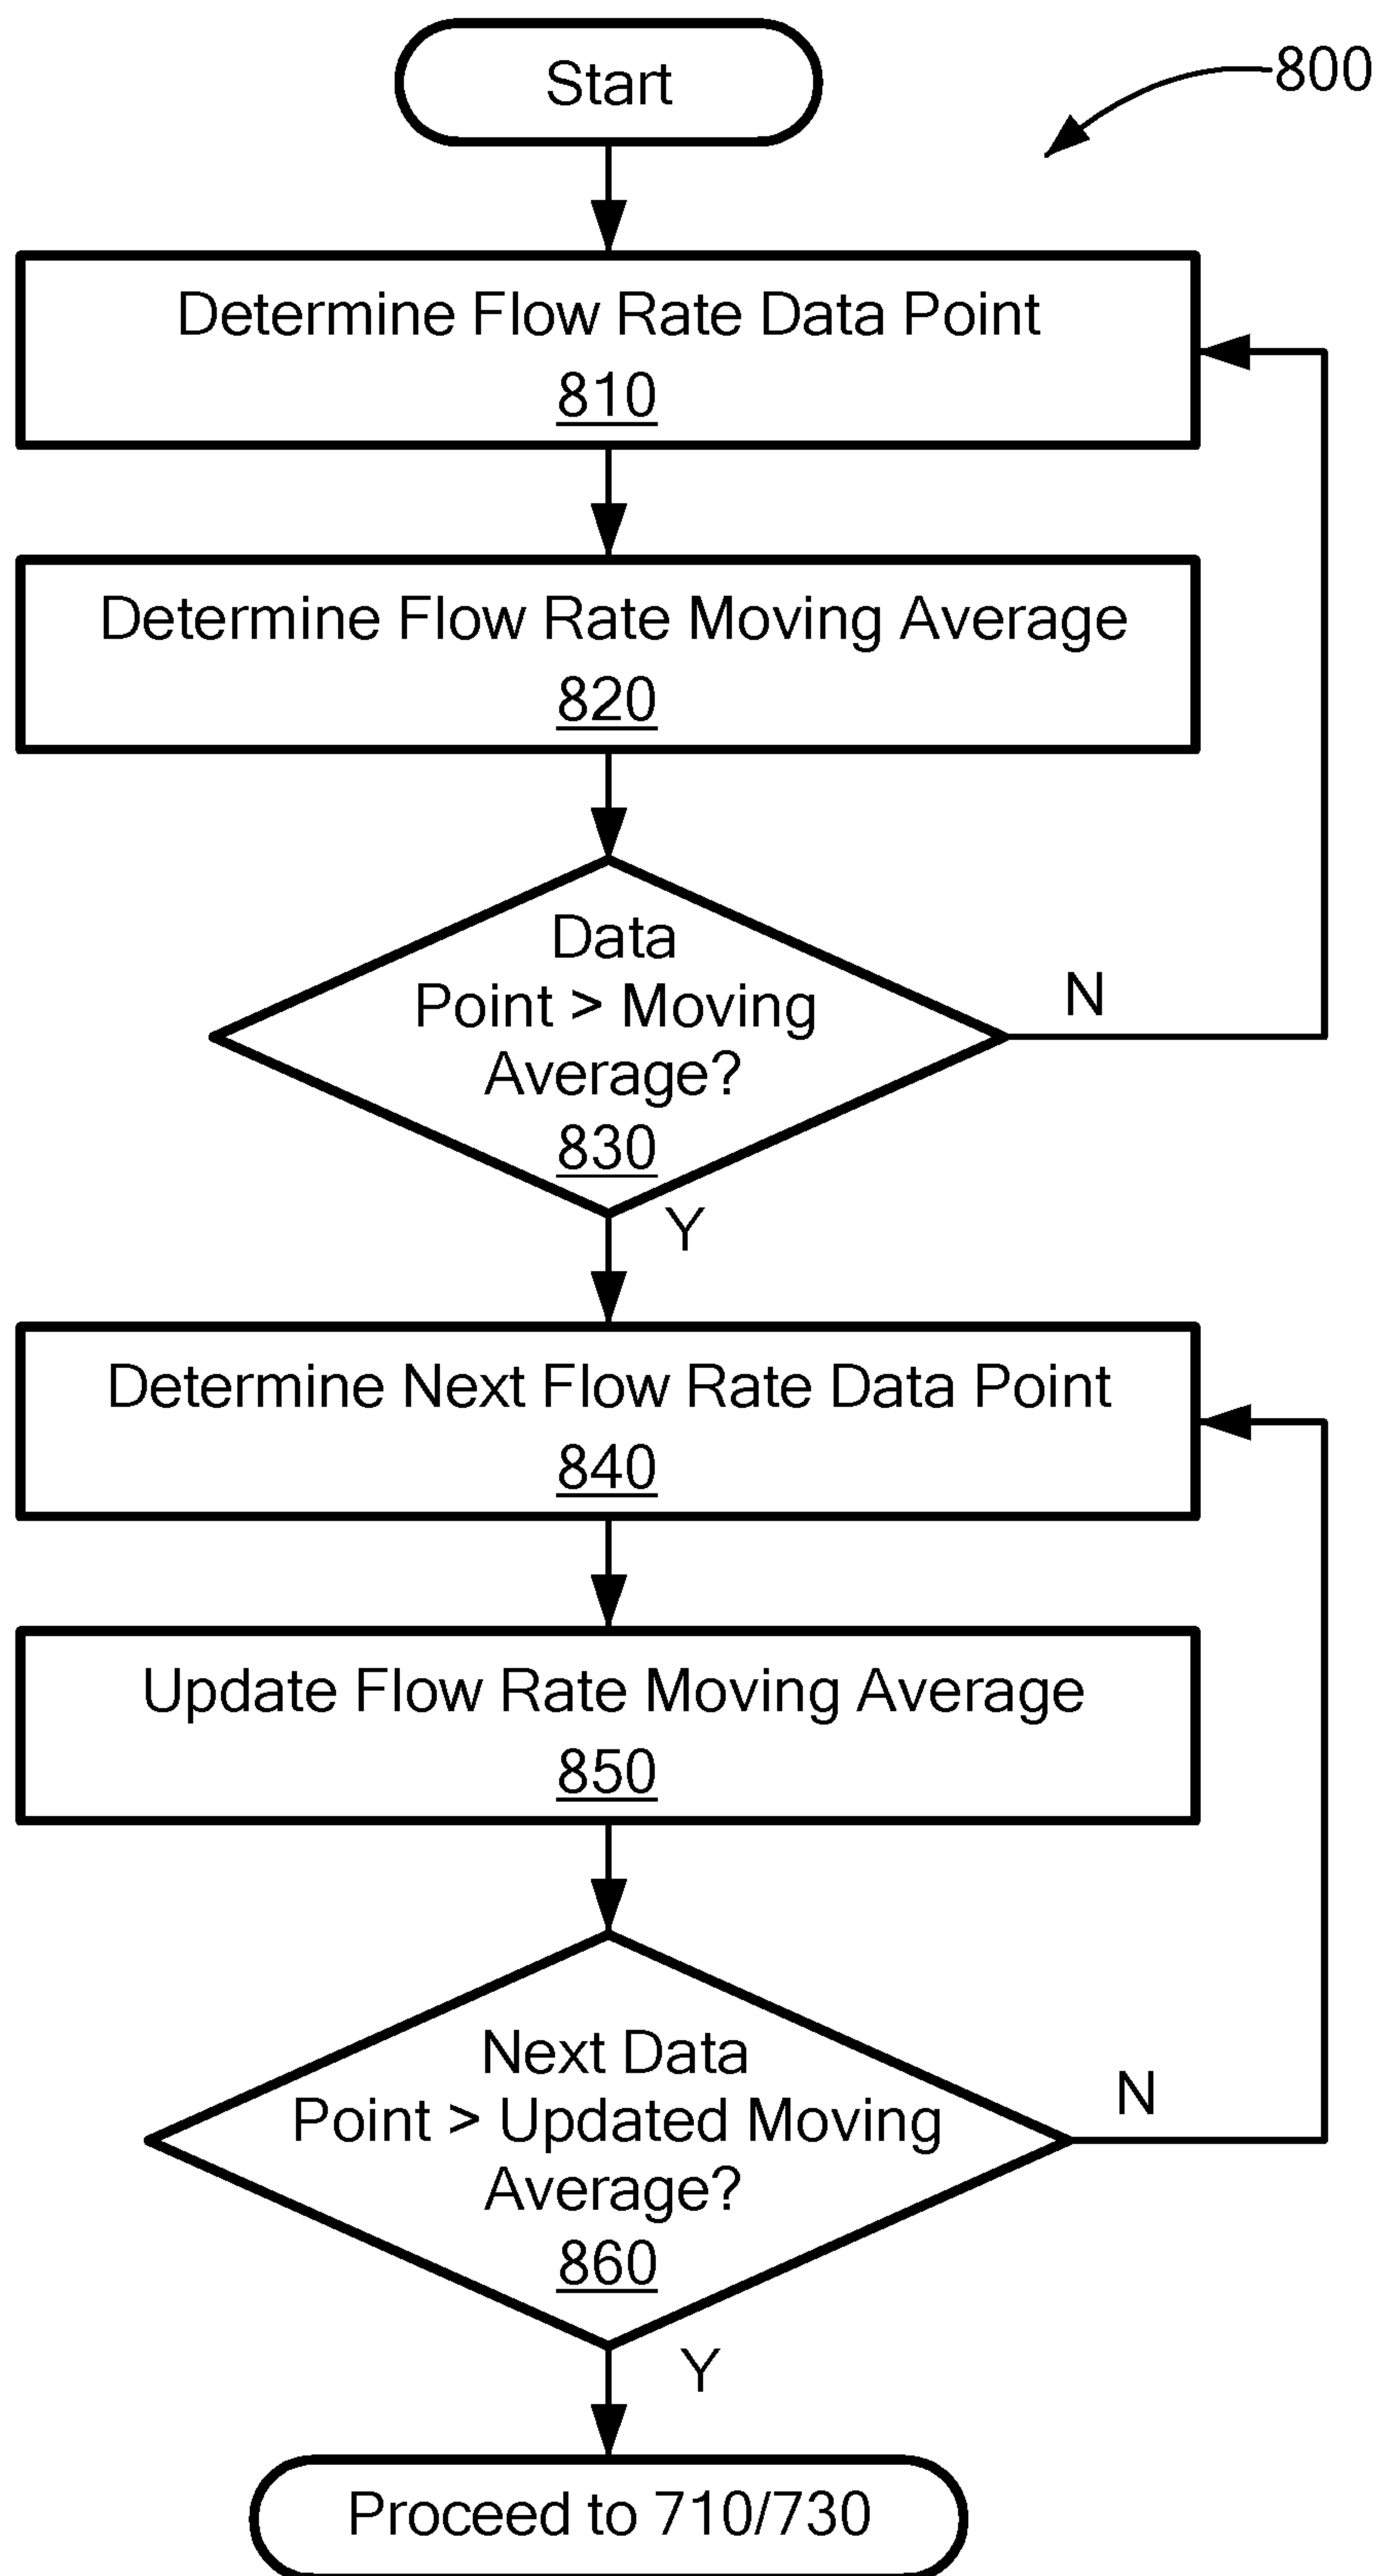 Start
800
Determine Flow Rate Data Point
810
Determine Flow Rate Moving Average
820
Data
Point > Moving
Average?
830
N
Y
Determine Next Flow Rate Data Point
840
Update Flow Rate Moving Average
850
Next Data
Point > Updated Moving
Average?
860
N
Y
Proceed to 710/730